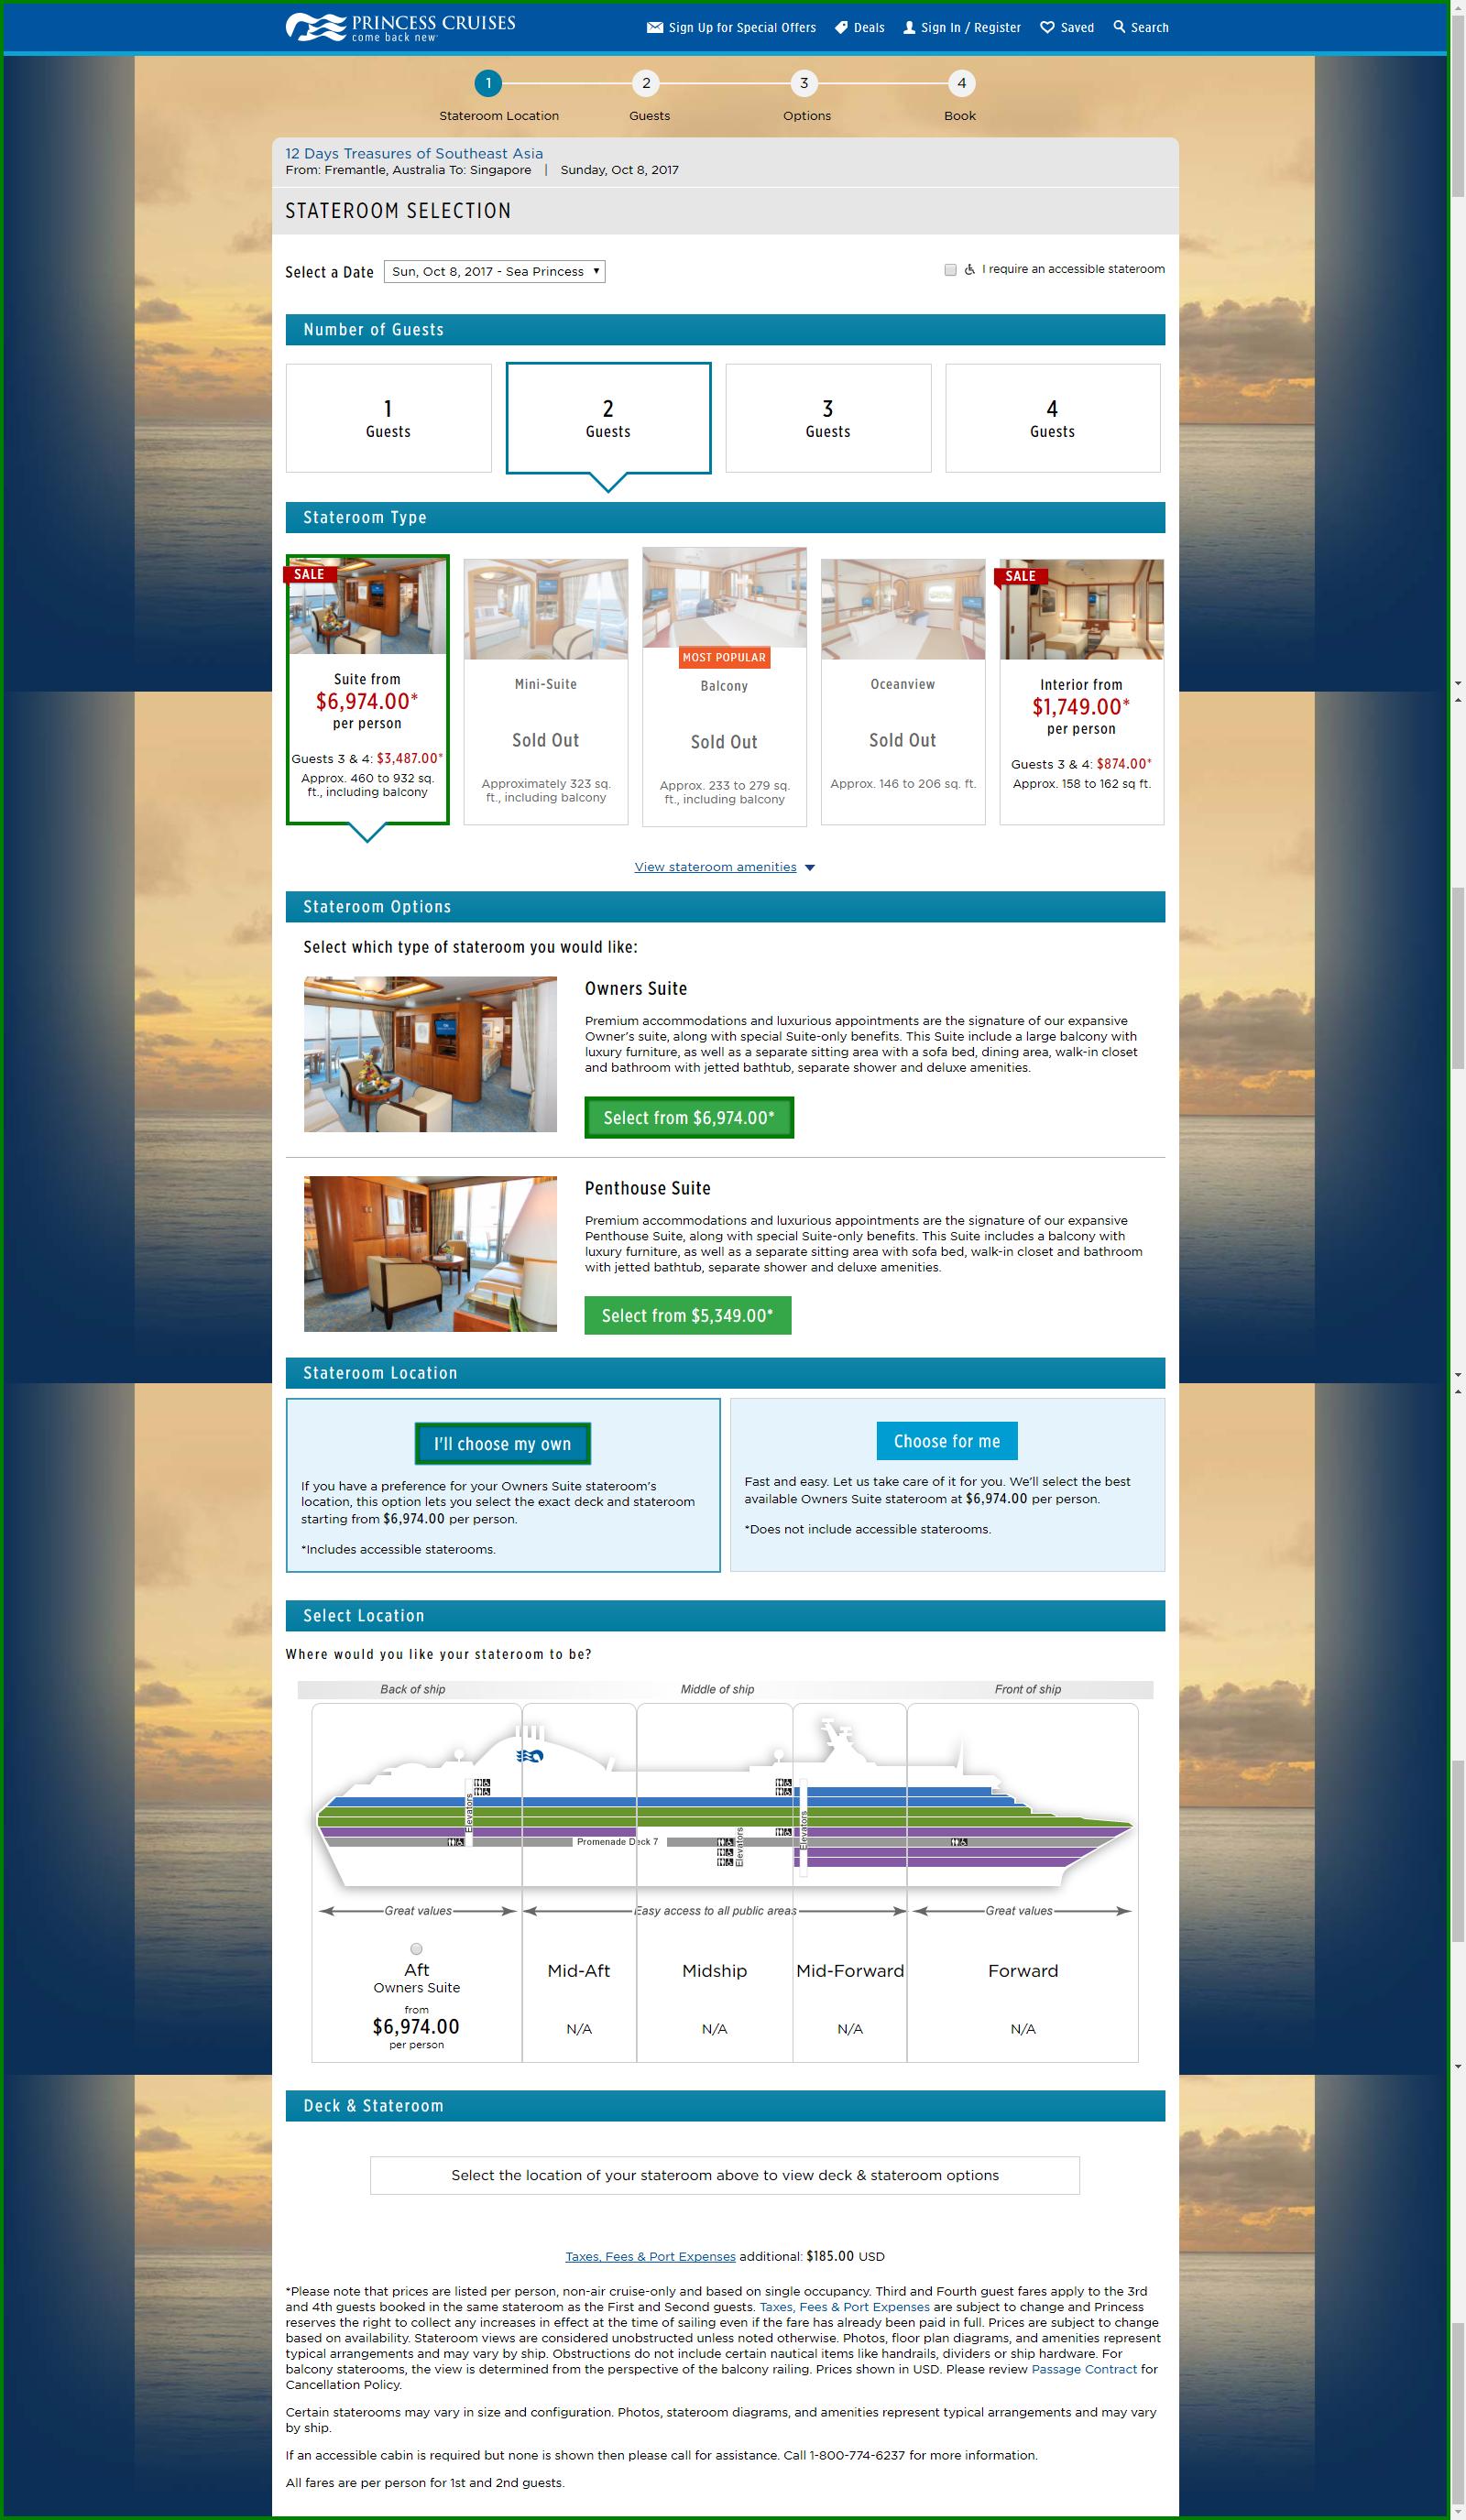 PRINCESS CRUISES
come back new
Sign Up for Special Offers Deals Sign In / Register Saved Search
1 2 3 4
Stateroom Location Guests Options Book
12 Days Treasures of Southeast Asia
From: Fremantle, Australia To: Singapore | Sunday, Oct 8, 2017
STATEROOM SELECTION
Select a Date Sun, Oct 8, 2017 - Sea Princess I require an accessible stateroom
Number of Guests
1 2 3 4
Guests Guests Guests Guests
Stateroom Type
SALE
Suite from
$6,974.00*
per person
Guests 3 & 4: $3,487.00*
Approx. 460 to 932 sq.
ft., including balcony
Mini-Suite
Sold Out
Approximately 323 sq.
ft., including balcony
MOST POPULAR
Balcony
Sold Out
Approx. 233 to 279 sq.
ft., including balcony
Oceanview
Sold Out
Approx. 146 to 206 sq. ft.
SALE
Interior from
$1,749.00*
per person
Guests 3 & 4: $874.00*
Approx. 158 to 162 sq ft.
View stateroom amenities
Stateroom Options
Select which type of stateroom you would like:
Owners Suite
Premium accommodations and luxurious appointments are the signature of our expansive
Owner's suite, along with special Suite-only benefits. This Suite include a large balcony with
luxury furniture, as well as a separate sitting area with a sofa bed, dining area, walk-in closet
and bathroom with jetted bathtub, separate shower and deluxe amenities.
Select from $6,974.00*
Penthouse Suite
Premium accommodations and luxurious appointments are the signature of our expansive
Penthouse Suite, along with special Suite-only benefits. This Suite includes a balcony with
luxury furniture, as well as a separate sitting area with sofa bed, walk-in closet and bathroom
with jetted bathtub, separate shower and deluxe amenities.
Select from $5,349.00*
Stateroom Location
I'll choose my own
If you have a preference for your Owners Suite stateroom's
location, this option lets you select the exact deck and stateroom
starting from $6,974.00 per person.
*Includes accessible staterooms.
Choose for me
Fast and easy. Let us take care of it for you. We'll select the best
available Owners Suite stateroom at $6,974.00 per person.
*Does not include accessible staterooms.
Select Location
Where would you like your stateroom to be?
Back of ship Middle of ship Front of ship
Elevators
Promenade Deck 7
Elevators
Elevators
Great values Easy access to all public areas Great values
Aft
Owners Suite
from
$6,974.00
per person
Mid-Aft
N/A
Midship
N/A
Mid-Forward
N/A
Forward
N/A
Deck & Stateroom
Select the location of your stateroom above to view deck & stateroom options
Taxes, Fees & Port Expenses additional: $185.00 USD
*Please note that prices are listed per person, non-air cruise-only and based on single occupancy. Third and Fourth guest fares apply to the 3rd
and 4th guests booked in the same stateroom as the First and Second guests. Taxes, Fees & Port Expenses are subject to change and Princess
reserves the right to collect any increases in effect at the time of sailing even if the fare has already been paid in full. Prices are subject to change
based on availability. Stateroom views are considered unobstructed unless noted otherwise. Photos, floor plan diagrams, and amenities represent
typical arrangements and may vary by ship. Obstructions do not include certain nautical items like handrails, dividers or ship hardware. For
balcony staterooms, the view is determined from the perspective of the balcony railing. Prices shown in USD. Please review Passage Contract for
Cancellation Policy.
Certain staterooms may vary in size and configuration. Photos, stateroom diagrams, and amenities represent typical arrangements and may vary
by ship.
If an accessible cabin is required but none is shown then please call for assistance. Call 1-800-774-6237 for more information.
All fares are per person for 1st and 2nd guests.